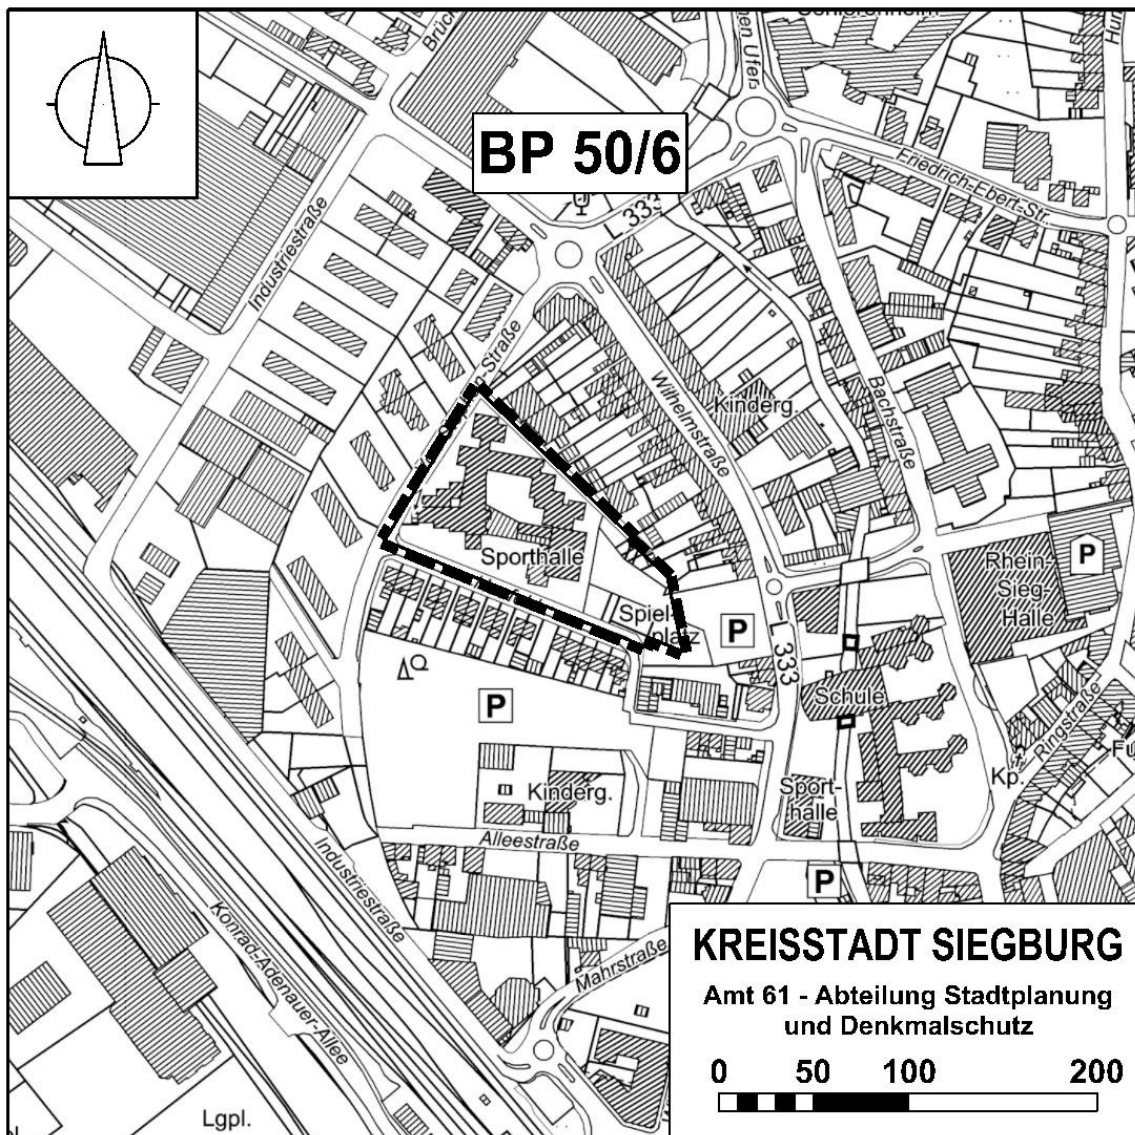 BP 50/6
Brück
Industriestraße
L 333
Friedrich-Ebert-Str.
Straße
Wilhelmstraße
Kinderg.
Bachstraße
Sporthalle
Spiel-
platz
P
P
Rhein-
Sieg-
Halle
P
L 333
Schule
P
Kinderg.
Sport-
halle
Kp.
Ringstraße
Alleestraße
P
Industriestraße
Konrad-Adenauer-Allee
Mahrstraße
Lgpl.
KREISSTADT SIEGBURG
Amt 61 - Abteilung Stadtplanung
und Denkmalschutz
0 50 100 200